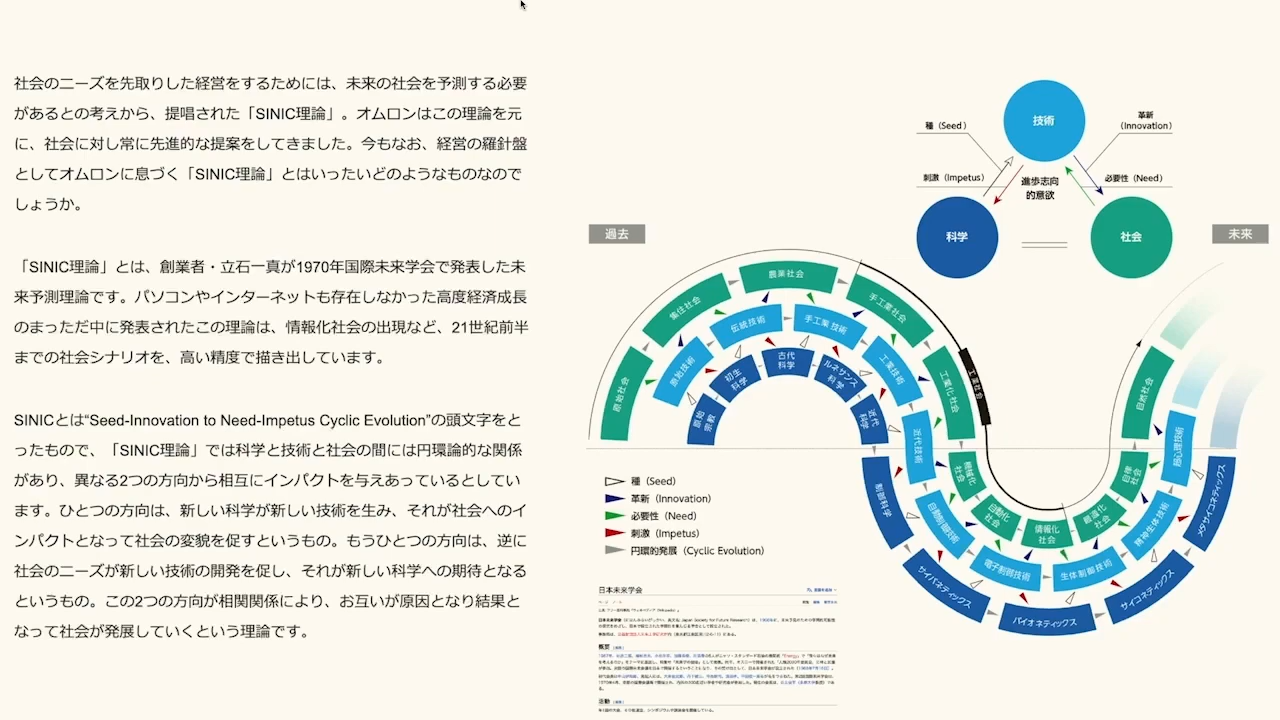 社会のニーズを先取りした経営をするためには、未来の社会を予測する必要
があるとの考えから、提唱された「SINIC理論」。オムロンはこの理論を元
に、社会に対し常に先進的な提案をしてきました。今もなお、経営の羅針盤
としてオムロンに息づく「SINIC理論」とはいったいどのようなものなので
しょうか。
「SINIC理論」とは、創業者・立石一真が1970年国際未来学会で発表した未
来予測理論です。パソコンやインターネットも存在しなかった高度経済成長
のまっただ中に発表されたこの理論は、情報化社会の出現など、21世紀前半
までの社会シナリオを、高い精度で描き出しています。
SINICとは“Seed-Innovation to Need-Impetus Cyclic Evolution”の頭文字をと
ったもので、「SINIC理論」では科学と技術と社会の間には円環論的な関係
があり、異なる2つの方向から相互にインパクトを与えあっているとしてい
ます。ひとつの方向は、新しい科学が新しい技術を生み、それが社会へのイ
ンパクトとなって社会の変貌を促すというもの。もうひとつの方向は、逆に
社会のニーズが新しい技術の開発を促し、それが新しい科学への期待となる
というもの。この2つの方向が相関関係により、お互いが原因となり結果と
なって社会が発展していくという理論です。
技術
種（Seed）
革新
（Innovation）
刺激（Impetus）
必要性（Need）
進歩志向
的意欲
科学
社会
過去
未来
原始社会
集住社会
農業社会
手工業社会
工業化社会
工業社会
機械化
社会
自動化
社会
情報化
社会
最適化
社会
自律
社会
自然社会
原始技術
伝統技術
手工業技術
工業技術
近代技術
自動制御技術
電子制御技術
生体制御技術
精神生体技術
超心理技術
原始
宗教
初生
科学
古代
科学
ルネサンス
科学
近代
科学
制御科学
サイバネティックス
バイオネティクス
サイコネティックス
メタサイコネティックス
種（Seed）
革新（Innovation）
必要性（Need）
刺激（Impetus）
円環的発展（Cyclic Evolution）
日本未来学会
概要
活動